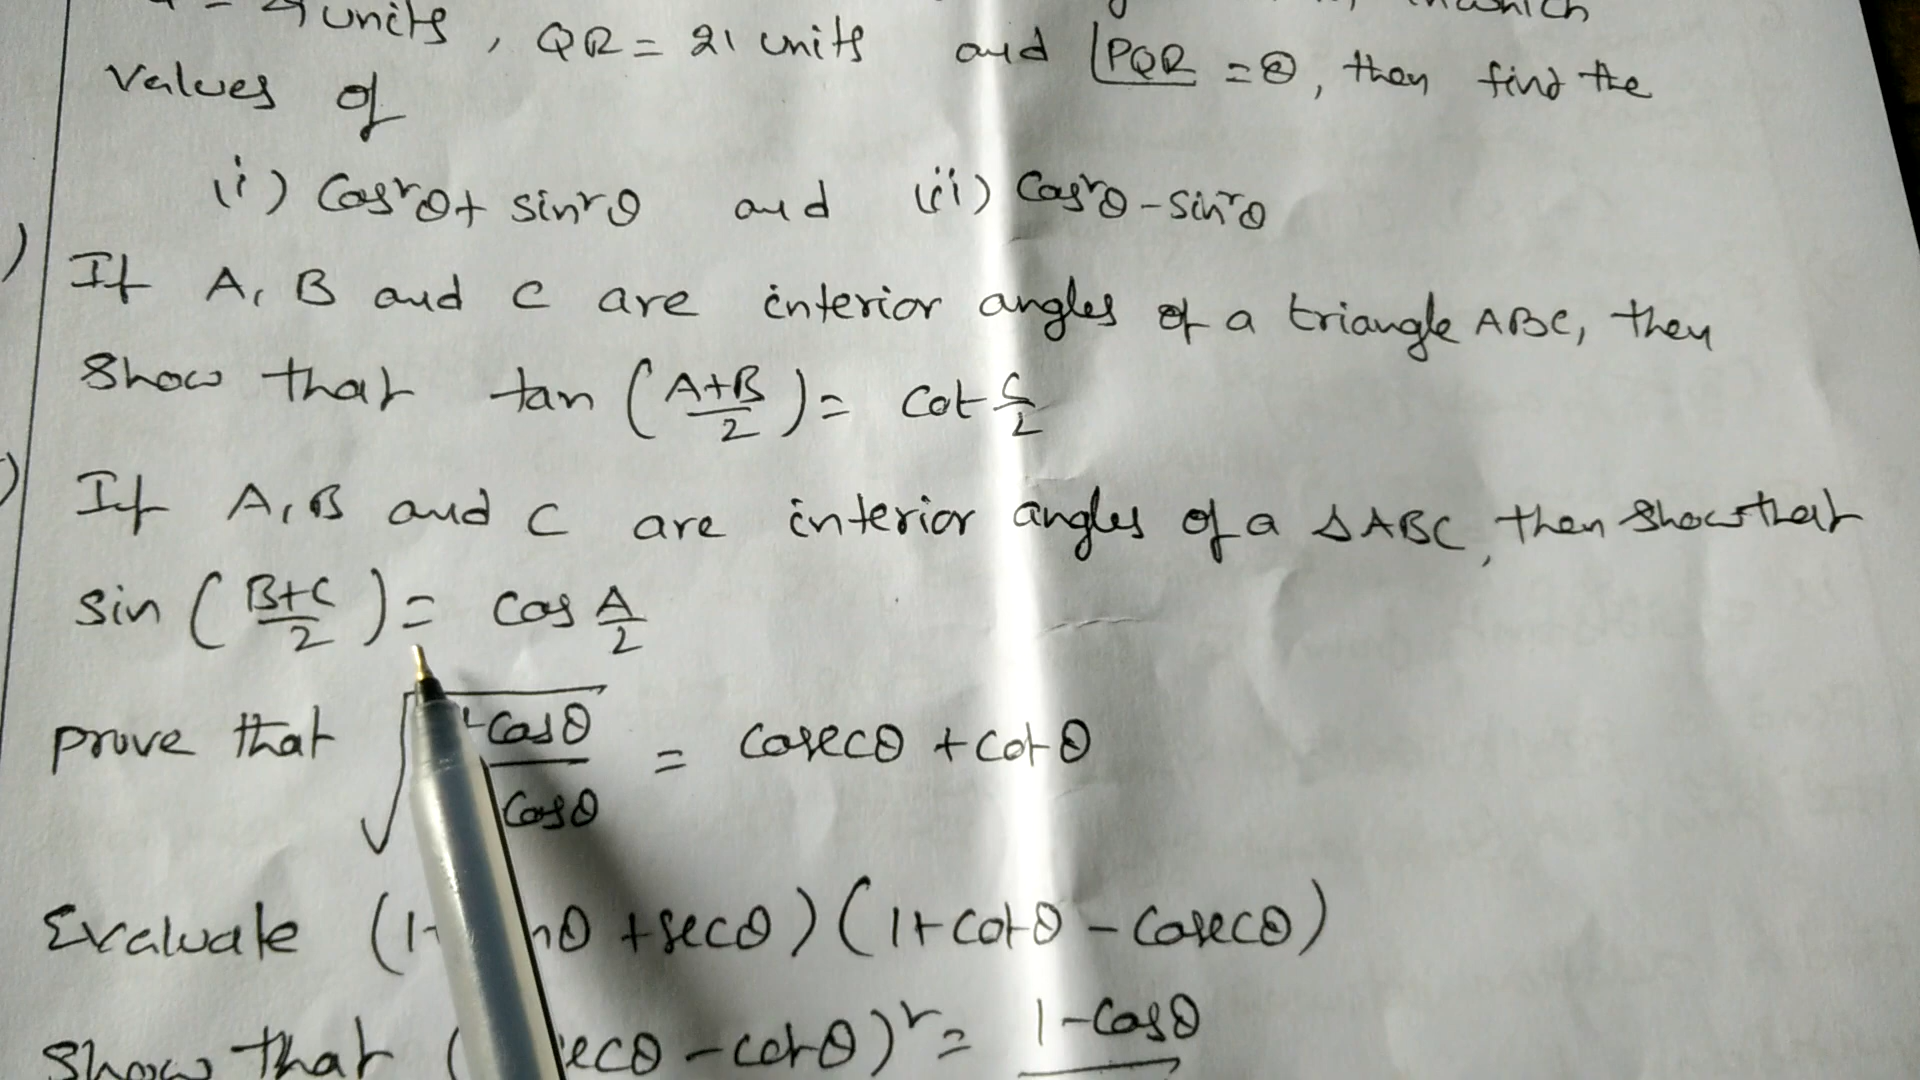 units, QR = 21 units and ∠PQR = θ, then find the
values of
(i) Cos²θ + sin²θ and (ii) Cos²θ - sin²θ
) If A, B and C are interior angles of a triangle ABC, then
Show that tan (A+B/2) = Cot C/2
) If A, B and C are interior angles of a Δ ABC, then show that
sin (B+C/2) = Cos A/2
prove that √ Cosθ / Cosθ = cosecθ + cotθ
Evaluate (1+ θ + secθ) (1 + cotθ - Cosecθ)
Show that ( ecθ - cotθ)² = 1 - Cosθ